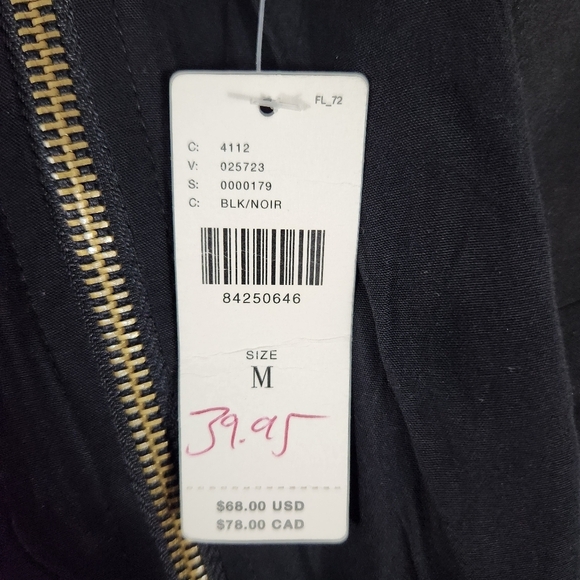 FL_72
C: 4112
V: 025723
S: 0000179
C: BLK/NOIR
84250646
SIZE
M
39.95
$68.00 USD
$78.00 CAD